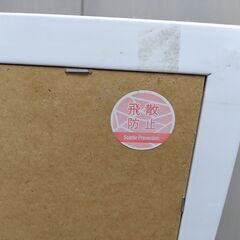 飛散
防止
Scatter Prevention